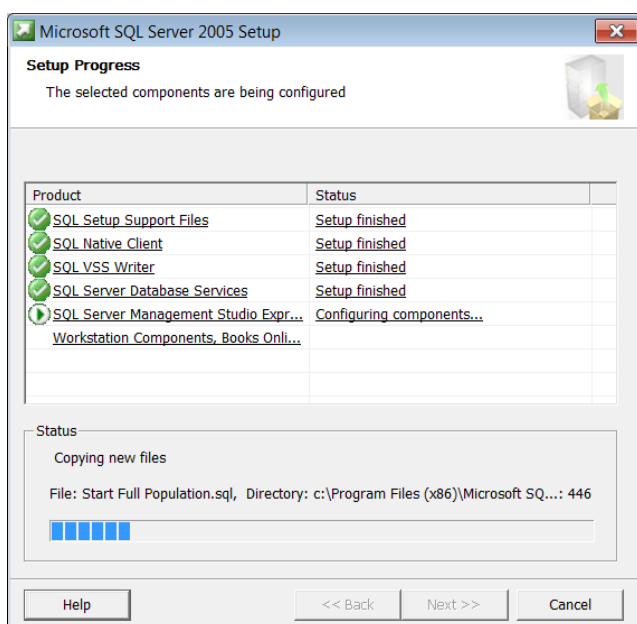 Microsoft SQL Server 2005 Setup
Setup Progress
The selected components are being configured
Product Status
SQL Setup Support Files Setup finished
SQL Native Client Setup finished
SQL VSS Writer Setup finished
SQL Server Database Services Setup finished
SQL Server Management Studio Expr... Configuring components...
Workstation Components, Books Onli...
Status
Copying new files
File: Start Full Population.sql, Directory: c:\Program Files (x86)\Microsoft SQ...: 446
Help << Back Next >> Cancel